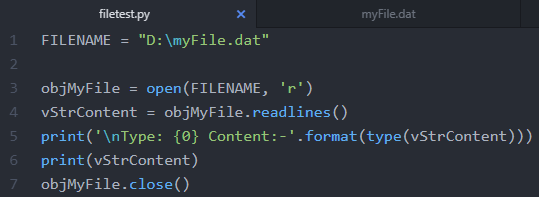 filetest.py × myFile.dat
1 FILENAME = "D:\myFile.dat"
2
3 objMyFile = open(FILENAME, 'r')
4 vStrContent = objMyFile.readlines()
5 print('\nType: {0} Content:-'.format(type(vStrContent)))
6 print(vStrContent)
7 objMyFile.close()